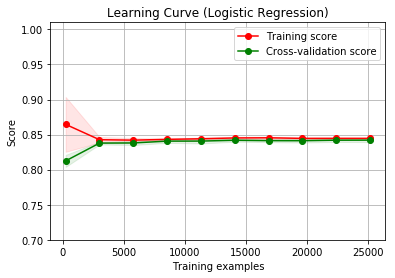 Learning Curve (Logistic Regression)
1.00
0.95
0.90
0.85
0.80
0.75
0.70
Score
Training score
Cross-validation score
0
5000
10000
15000
20000
25000
Training examples